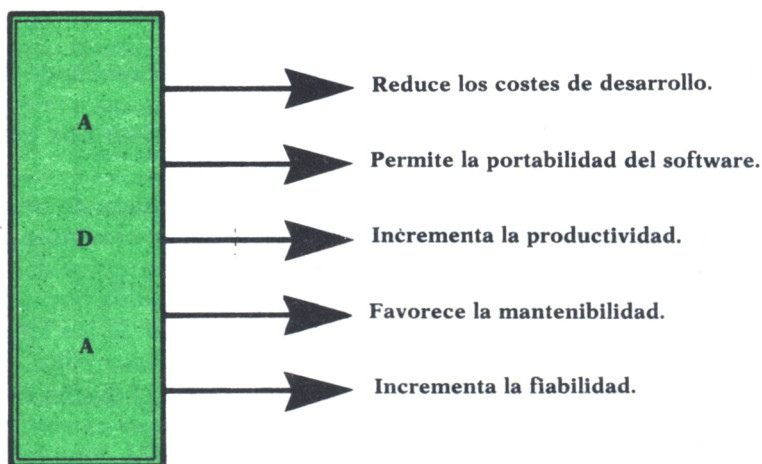 A
D
A
Reduce los costes de desarrollo.
Permite la portabilidad del software.
Incrementa la productividad.
Favorece la mantenibilidad.
Incrementa la fiabilidad.